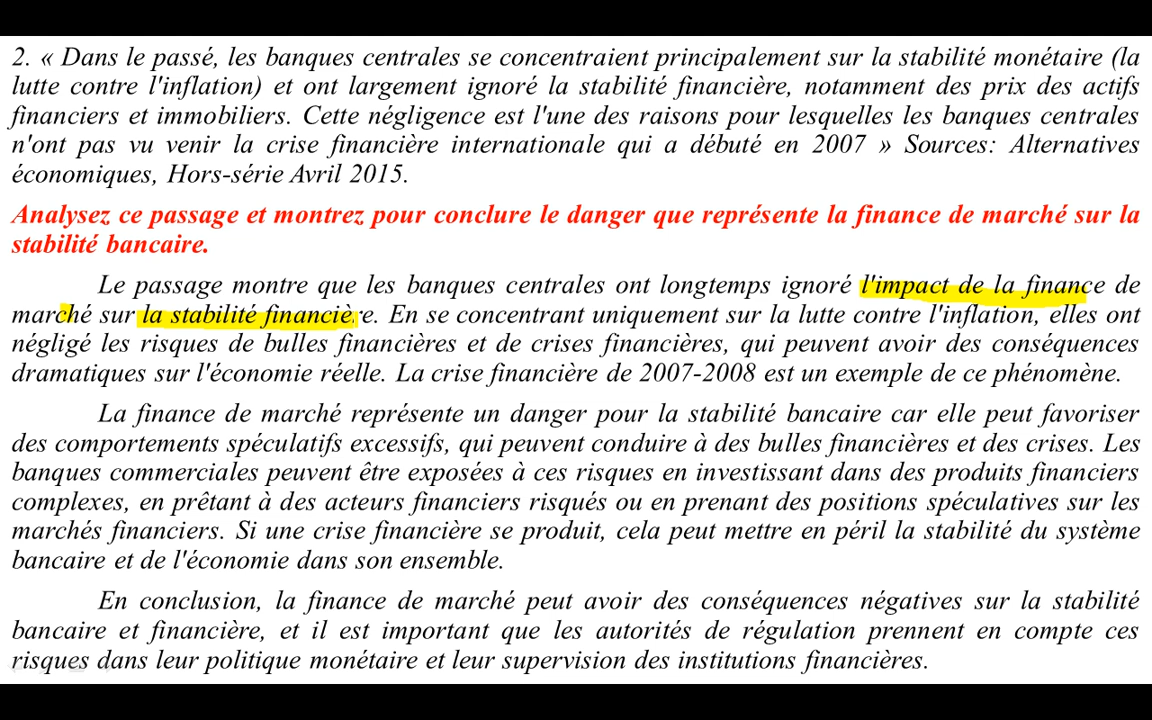 2. « Dans le passé, les banques centrales se concentraient principalement sur la stabilité monétaire (la
lutte contre l'inflation) et ont largement ignoré la stabilité financière, notamment des prix des actifs
financiers et immobiliers. Cette négligence est l'une des raisons pour lesquelles les banques centrales
n'ont pas vu venir la crise financière internationale qui a débuté en 2007 » Sources: Alternatives
économiques, Hors-série Avril 2015.
Analysez ce passage et montrez pour conclure le danger que représente la finance de marché sur la
stabilité bancaire.
Le passage montre que les banques centrales ont longtemps ignoré l'impact de la finance de
marché sur la stabilité financière. En se concentrant uniquement sur la lutte contre l'inflation, elles ont
négligé les risques de bulles financières et de crises financières, qui peuvent avoir des conséquences
dramatiques sur l'économie réelle. La crise financière de 2007-2008 est un exemple de ce phénomène.
La finance de marché représente un danger pour la stabilité bancaire car elle peut favoriser
des comportements spéculatifs excessifs, qui peuvent conduire à des bulles financières et des crises. Les
banques commerciales peuvent être exposées à ces risques en investissant dans des produits financiers
complexes, en prêtant à des acteurs financiers risqués ou en prenant des positions spéculatives sur les
marchés financiers. Si une crise financière se produit, cela peut mettre en péril la stabilité du système
bancaire et de l'économie dans son ensemble.
En conclusion, la finance de marché peut avoir des conséquences négatives sur la stabilité
bancaire et financière, et il est important que les autorités de régulation prennent en compte ces
risques dans leur politique monétaire et leur supervision des institutions financières.